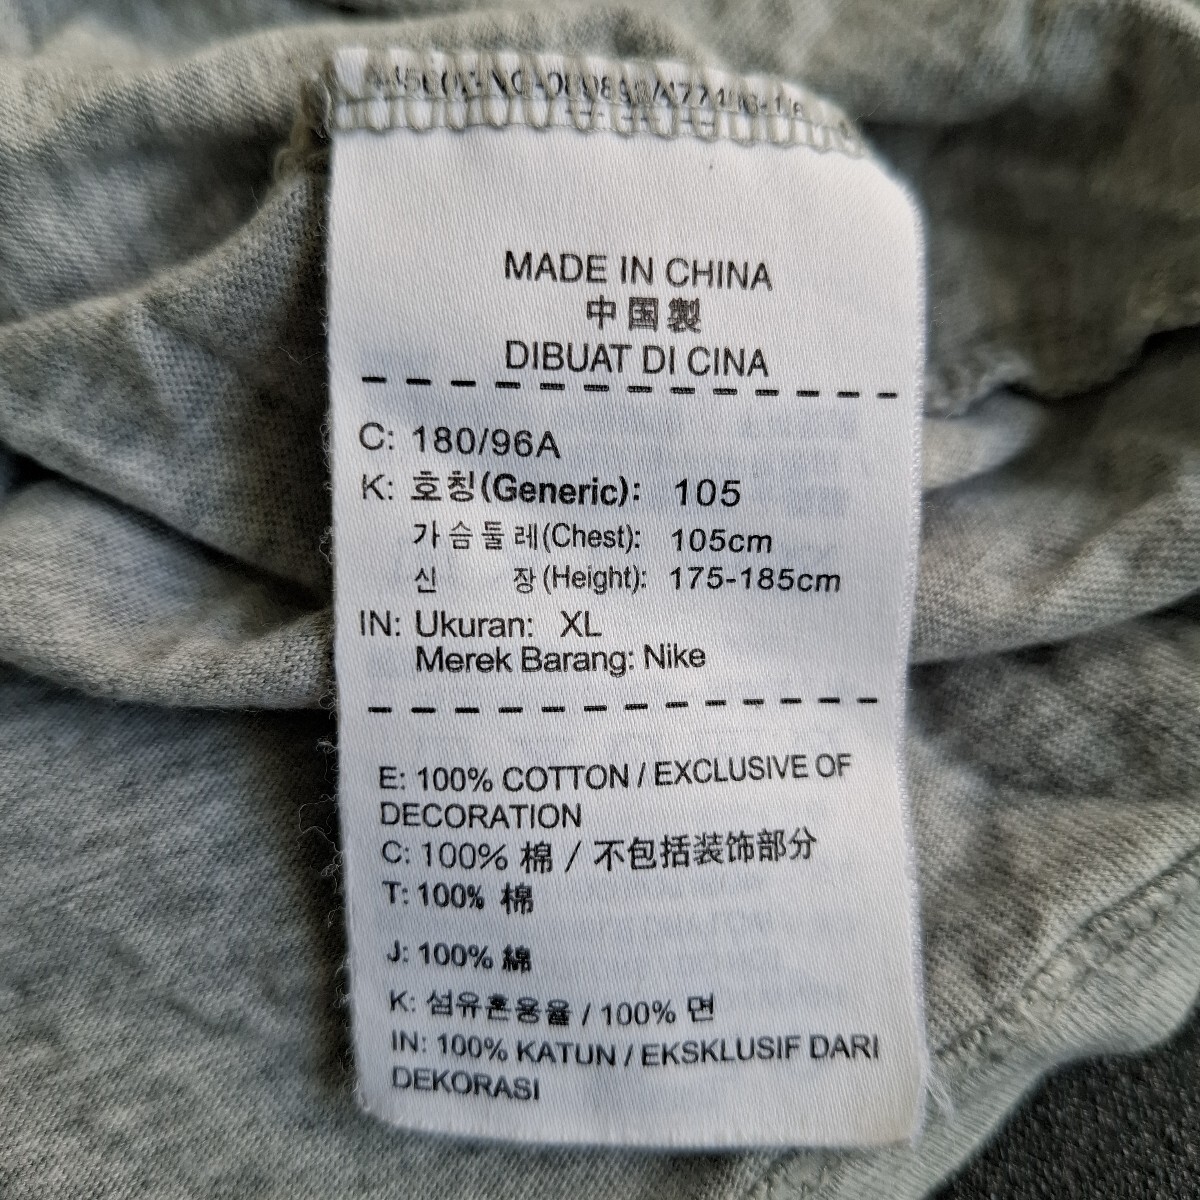 MADE IN CHINA
中国製
DIBUAT DI CINA
C: 180/96A
K: 호칭(Generic): 105
가슴둘레(Chest): 105cm
신 장(Height): 175-185cm
IN: Ukuran: XL
Merek Barang: Nike
E: 100% COTTON / EXCLUSIVE OF
DECORATION
C: 100% 棉 / 不包括装饰部分
T: 100% 棉
J: 100% 綿
K: 섬유혼용율 / 100% 면
IN: 100% KATUN / EKSKLUSIF DARI
DEKORASI